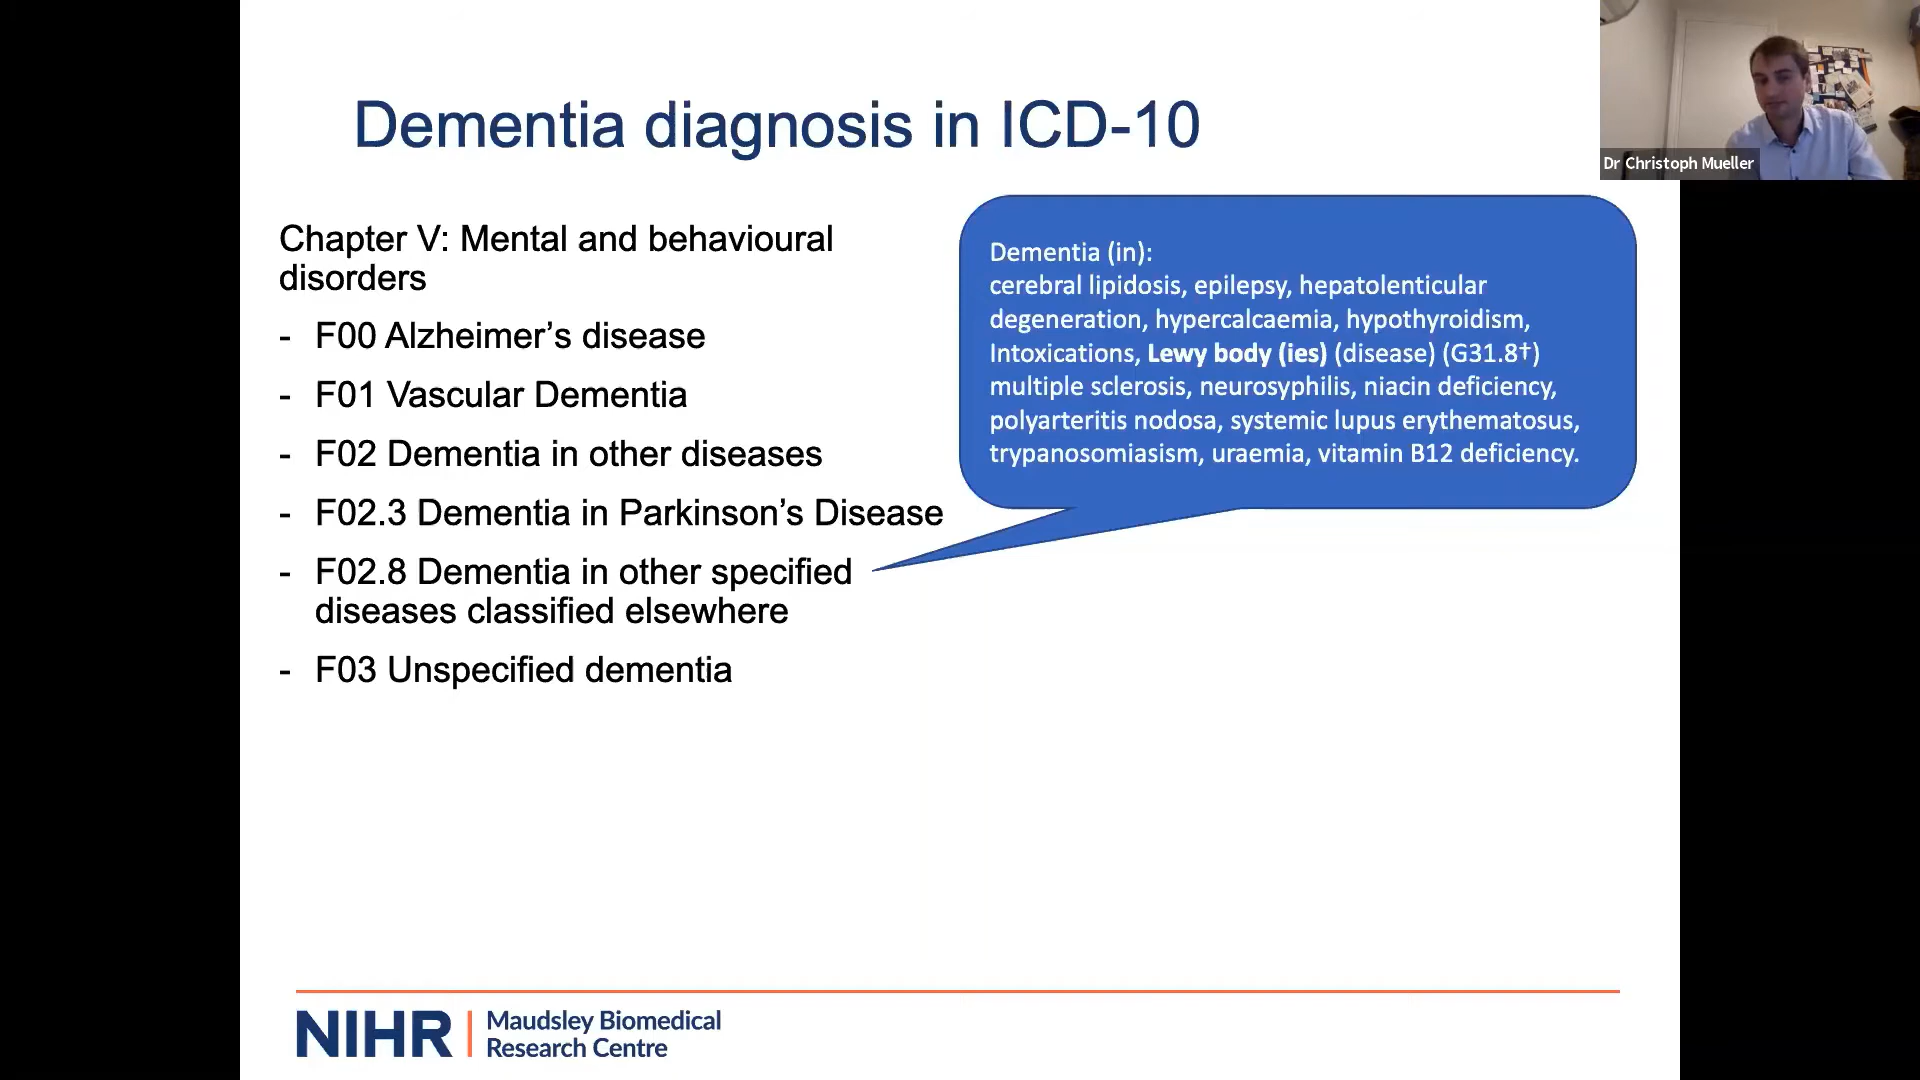 Dementia diagnosis in ICD-10
Dr Christoph Mueller
Chapter V: Mental and behavioural
disorders
- F00 Alzheimer’s disease
- F01 Vascular Dementia
- F02 Dementia in other diseases
- F02.3 Dementia in Parkinson’s Disease
- F02.8 Dementia in other specified
diseases classified elsewhere
- F03 Unspecified dementia
Dementia (in):
cerebral lipidosis, epilepsy, hepatolenticular
degeneration, hypercalcaemia, hypothyroidism,
Intoxications, Lewy body (ies) (disease) (G31.8†)
multiple sclerosis, neurosyphilis, niacin deficiency,
polyarteritis nodosa, systemic lupus erythematosus,
trypanosomiasism, uraemia, vitamin B12 deficiency.
NIHR
Maudsley Biomedical
Research Centre